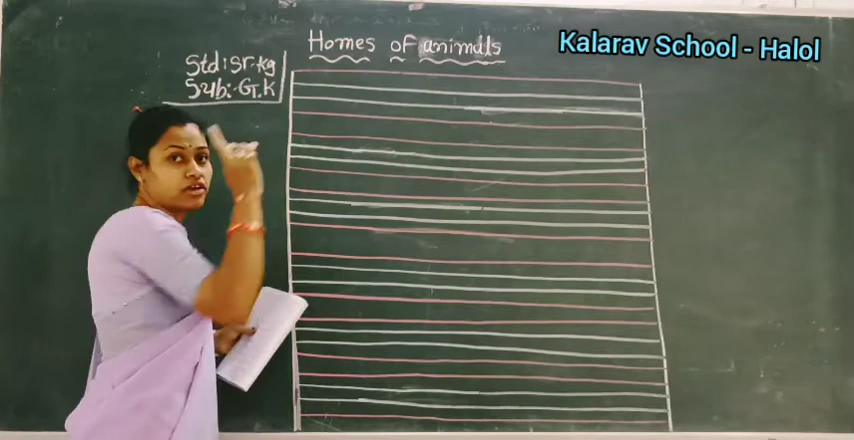 Homes of animals
Kalarav School - Halol
Std: Sr.kg
Sub:- G.K